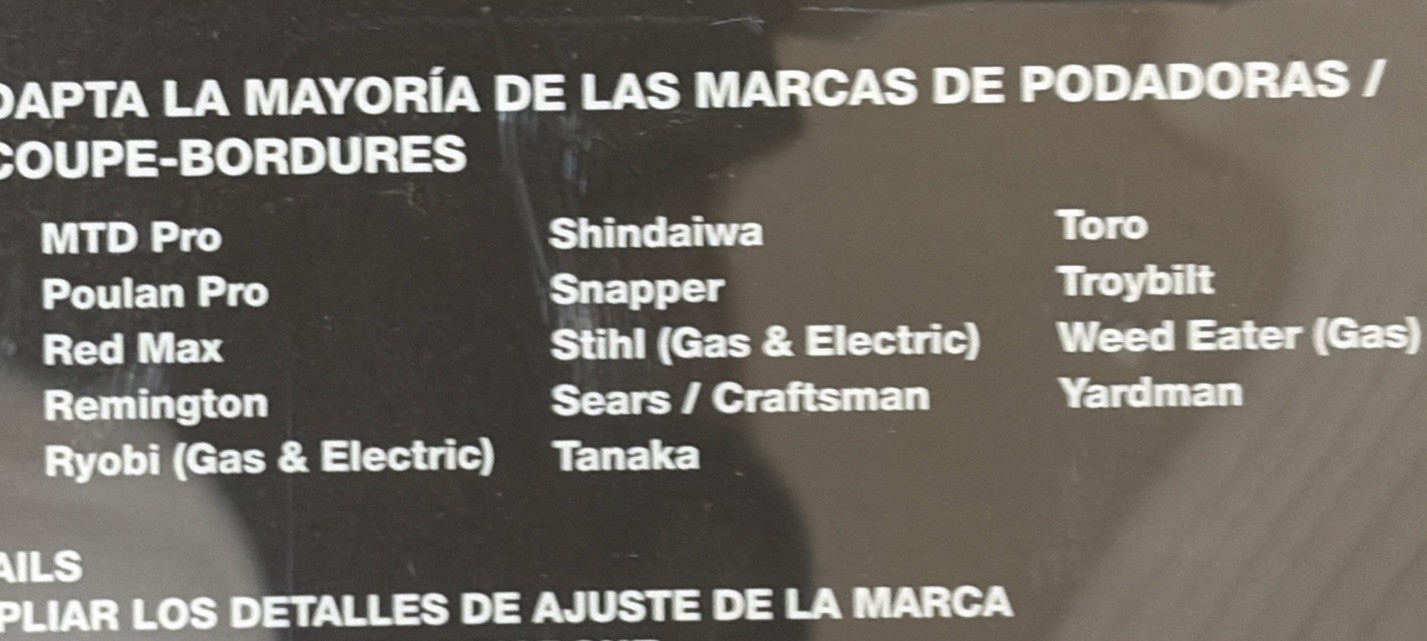 DAPTA LA MAYORÍA DE LAS MARCAS DE PODADORAS /
COUPE-BORDURES
MTD Pro
Poulan Pro
Red Max
Remington
Ryobi (Gas & Electric)
Shindaiwa
Snapper
Stihl (Gas & Electric)
Sears / Craftsman
Tanaka
Toro
Troybilt
Weed Eater (Gas)
Yardman
AILS
PLIAR LOS DETALLES DE AJUSTE DE LA MARCA